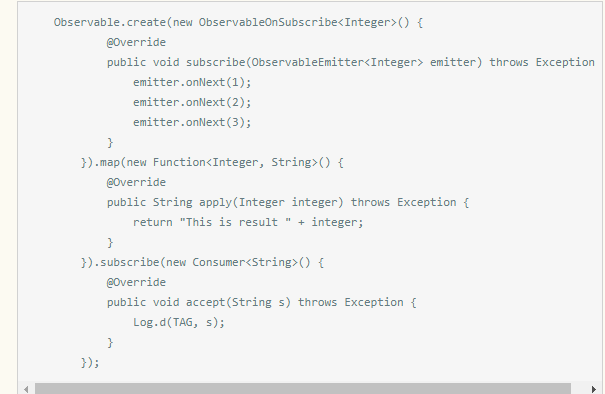 Observable.create(new ObservableOnSubscribe<Integer>() {
@Override
public void subscribe(ObservableEmitter<Integer> emitter) throws Exception
emitter.onNext(1);
emitter.onNext(2);
emitter.onNext(3);
}
}).map(new Function<Integer, String>() {
@Override
public String apply(Integer integer) throws Exception {
return "This is result " + integer;
}
}).subscribe(new Consumer<String>() {
@Override
public void accept(String s) throws Exception {
Log.d(TAG, s);
}
});